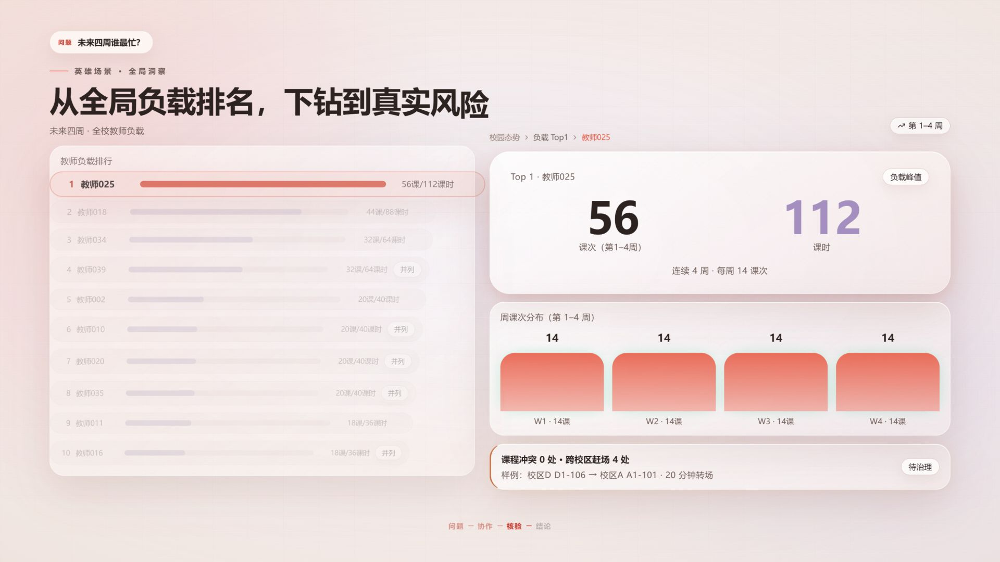 问题 未来四周谁最忙?
英雄场景 • 全局洞察
从全局负载排名，下钻到真实风险
未来四周 · 全校教师负载
第 1–4 周
校园态势 › 负载 Top1 › 教师025
教师负载排行
1 教师025 56课/112课时
2 教师018 44课/88课时
3 教师034 32课/64课时
4 教师039 32课/64课时 并列
5 教师002 20课/40课时
6 教师010 20课/40课时 并列
7 教师020 20课/40课时 并列
8 教师035 20课/40课时 并列
9 教师011 18课/36课时
10 教师016 18课/36课时 并列
Top 1 · 教师025 负载峰值
56 112
课次（第1–4周） 课时
连续 4 周 · 每周 14 课次
周课次分布（第 1–4 周）
14 14 14 14
W1 · 14课 W2 · 14课 W3 · 14课 W4 · 14课
课程冲突 0 处 • 跨校区赶场 4 处
样例：校区D D1-106 → 校区A A1-101 · 20 分钟转场
待治理
问题 — 协作 — 核验 — 结论